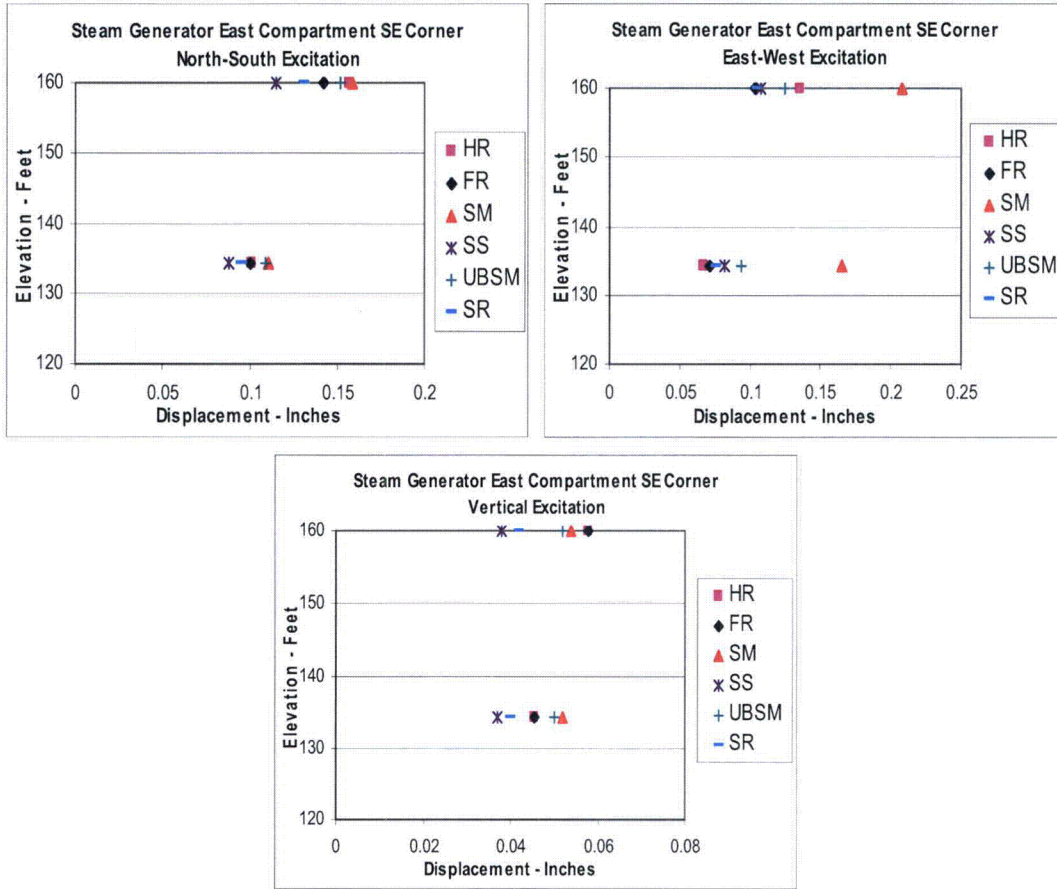 Steam Generator East Compartment SE Corner
North-South Excitation
Elevation - Feet
160
150
140
130
120
0
0.05
0.1
0.15
0.2
Displacement - Inches
HR
FR
SM
SS
UBSM
SR
Steam Generator East Compartment SE Corner
East-West Excitation
Elevation - Feet
160
150
140
130
120
0
0.05
0.1
0.15
0.2
0.25
Displacement - Inches
HR
FR
SM
SS
UBSM
SR
Steam Generator East Compartment SE Corner
Vertical Excitation
Elevation - Feet
160
150
140
130
120
0
0.02
0.04
0.06
0.08
Displacement - Inches
HR
FR
SM
SS
UBSM
SR